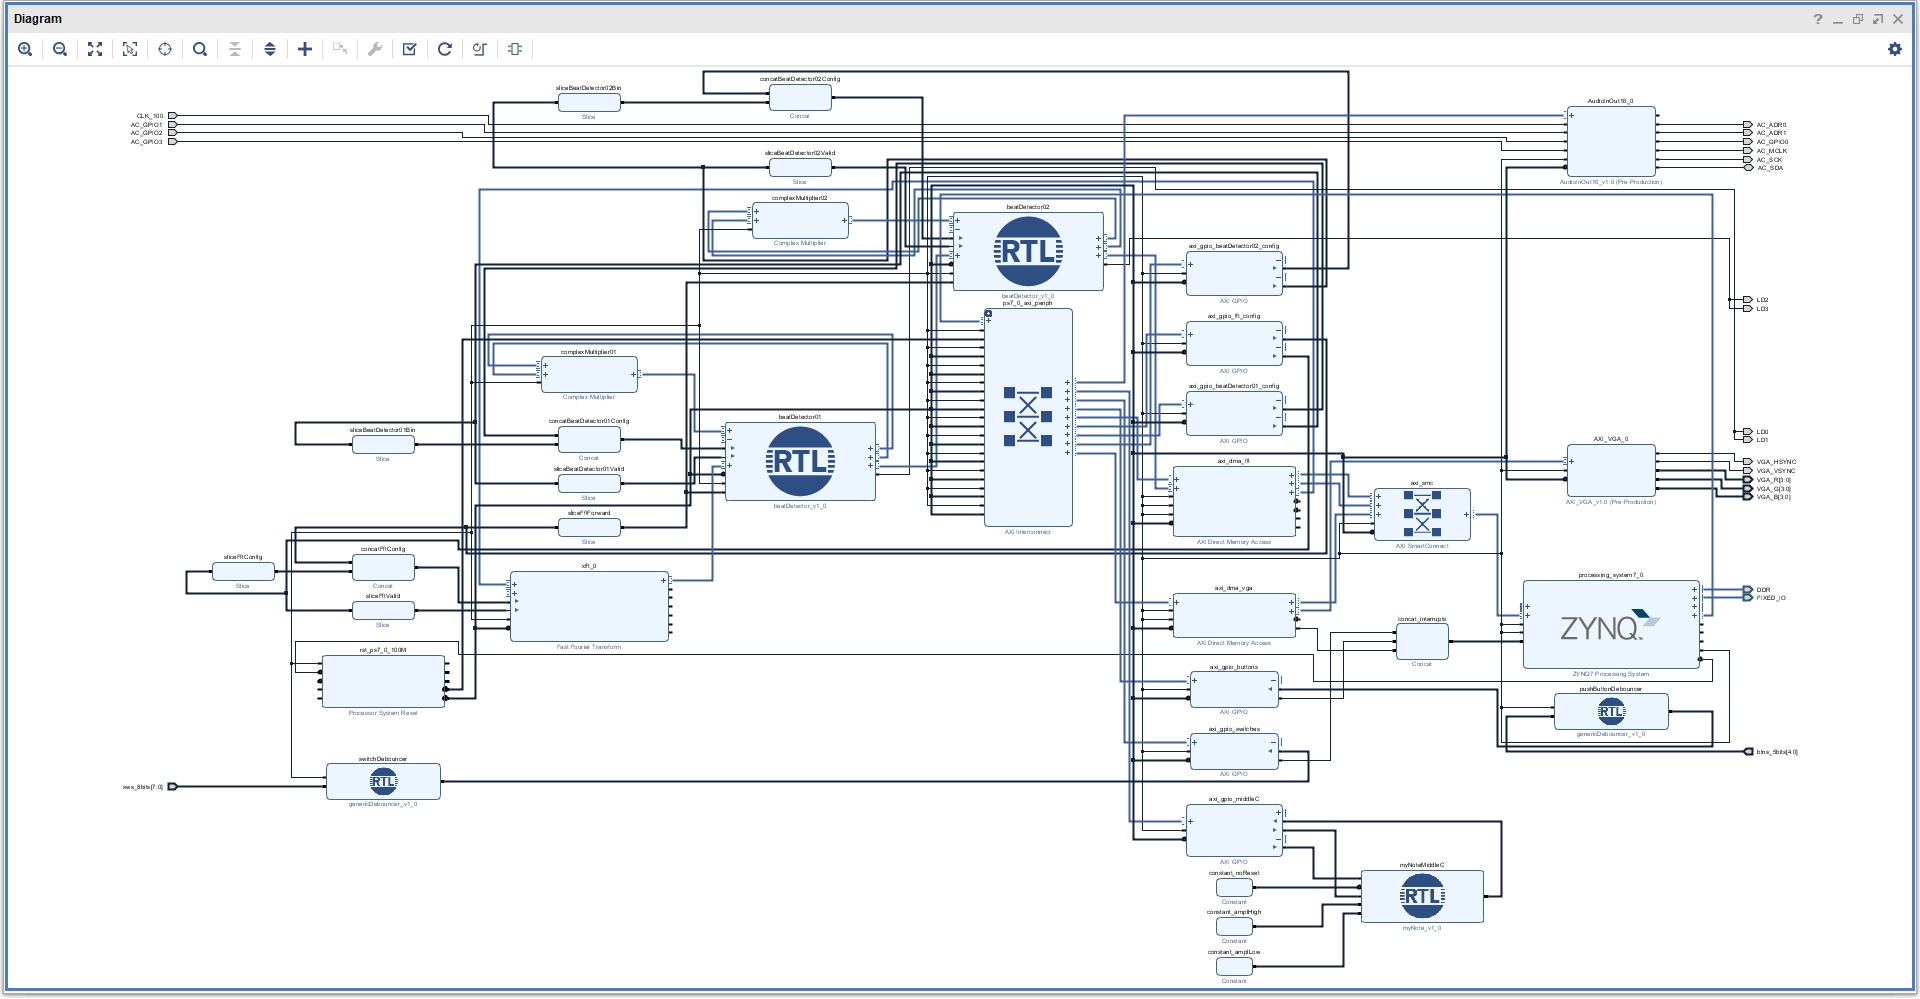 Diagram
concatBeatDetector02Config
sliceBeatDetector02Bin
Slice
Concat
AudioInOut16_0
CLK_100
AC_GPIO1
AC_GPIO2
AC_GPIO3
AC_ADR0
AC_ADR1
AC_GPIO0
AC_MCLK
AC_SCK
AC_SDA
AudioInOut16_v1.0 (Pre-Production)
sliceBeatDetector02Valid
Slice
complexMultiplier02
Complex Multiplier
beatDetector02
RTL
beatDetector_v1_0
axi_gpio_beatDetector02_config
AXI GPIO
ps7_0_axi_periph
AXI Interconnect
LD2
LD3
axi_gpio_fft_config
AXI GPIO
complexMultiplier01
Complex Multiplier
axi_gpio_beatDetector01_config
AXI GPIO
sliceBeatDetector01Bin
Slice
concatBeatDetector01Config
Concat
beatDetector01
RTL
beatDetector_v1_0
LD0
LD1
AXI_VGA_0
AXI_VGA_v1.0 (Pre-Production)
VGA_HSYNC
VGA_VSYNC
VGA_R[3:0]
VGA_G[3:0]
VGA_B[3:0]
sliceBeatDetector01Valid
Slice
axi_dma_fft
AXI Direct Memory Access
axi_smc
AXI SmartConnect
sliceFftForward
Slice
sliceFftConfig
Slice
concatFftConfig
Concat
sliceFftValid
Slice
xfft_0
Fast Fourier Transform
axi_dma_vga
AXI Direct Memory Access
processing_system7_0
ZYNQ
ZYNQ7 Processing System
DDR
FIXED_IO
concat_interrupts
Concat
rst_ps7_0_100M
Processor System Reset
axi_gpio_buttons
AXI GPIO
pushButtonDebouncer
RTL
genericDebouncer_v1_0
axi_gpio_switches
AXI GPIO
btns_5bits[4:0]
switchDebouncer
RTL
genericDebouncer_v1_0
sws_8bits[7:0]
axi_gpio_middleC
AXI GPIO
myNoteMiddleC
RTL
myNote_v1_0
constant_noReset
Constant
constant_amplHigh
Constant
constant_amplLow
Constant